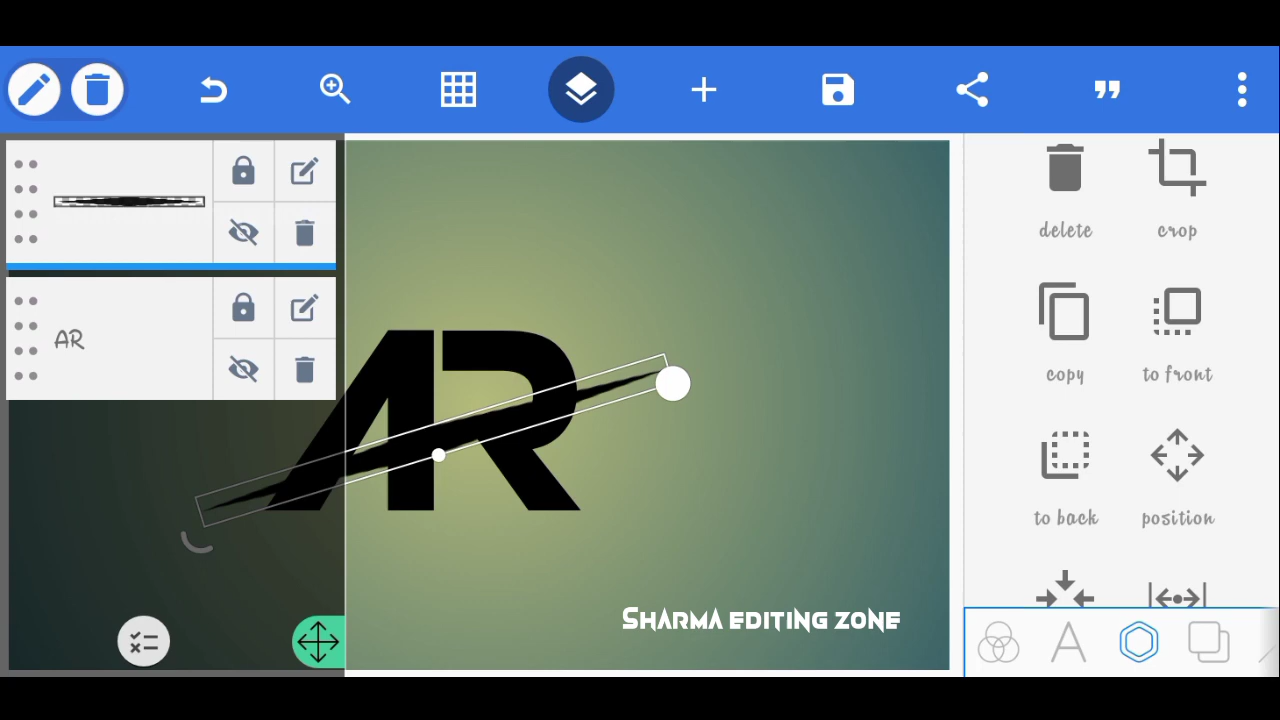 AR
AR
delete
crop
copy
to front
to back
position
SHARMA EDITING ZONE